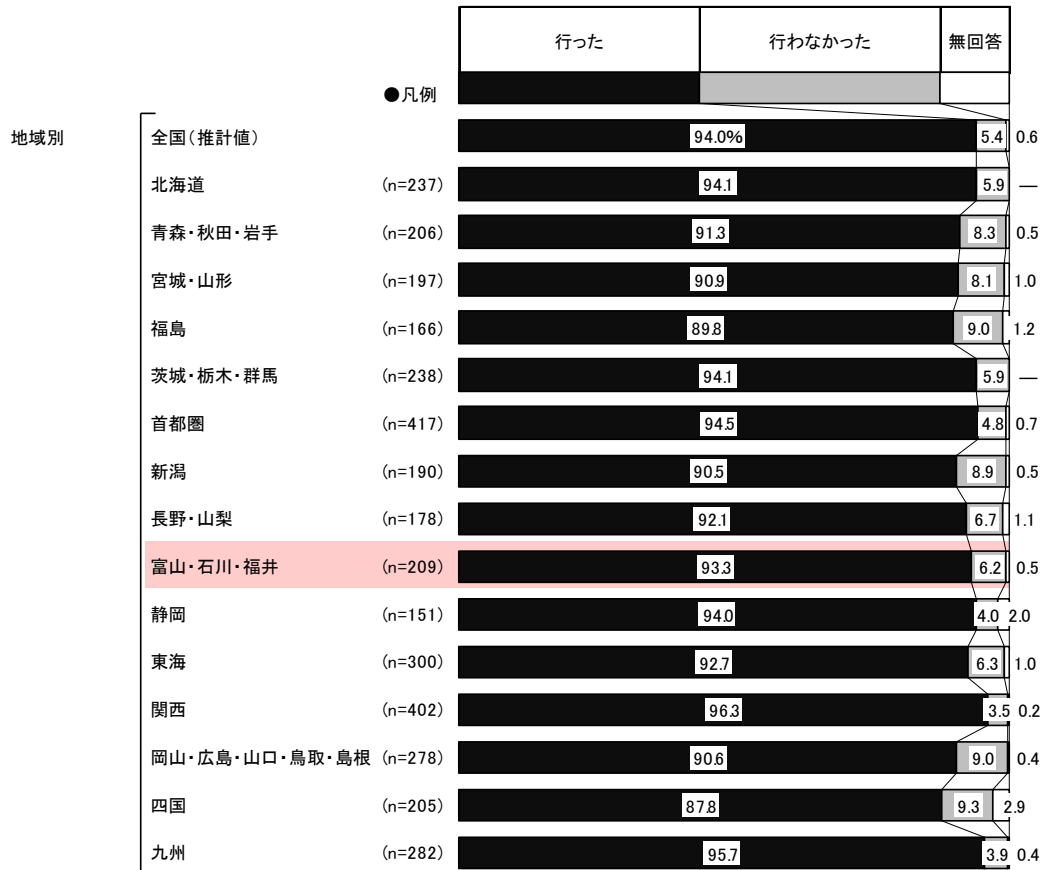 行った 行わなかった 無回答
●凡例
地域別 全国(推計値) 94.0% 5.4 0.6
北海道 (n=237) 94.1 5.9 —
青森・秋田・岩手 (n=206) 91.3 8.3 0.5
宮城・山形 (n=197) 90.9 8.1 1.0
福島 (n=166) 89.8 9.0 1.2
茨城・栃木・群馬 (n=238) 94.1 5.9 —
首都圏 (n=417) 94.5 4.8 0.7
新潟 (n=190) 90.5 8.9 0.5
長野・山梨 (n=178) 92.1 6.7 1.1
富山・石川・福井 (n=209) 93.3 6.2 0.5
静岡 (n=151) 94.0 4.0 2.0
東海 (n=300) 92.7 6.3 1.0
関西 (n=402) 96.3 3.5 0.2
岡山・広島・山口・鳥取・島根 (n=278) 90.6 9.0 0.4
四国 (n=205) 87.8 9.3 2.9
九州 (n=282) 95.7 3.9 0.4